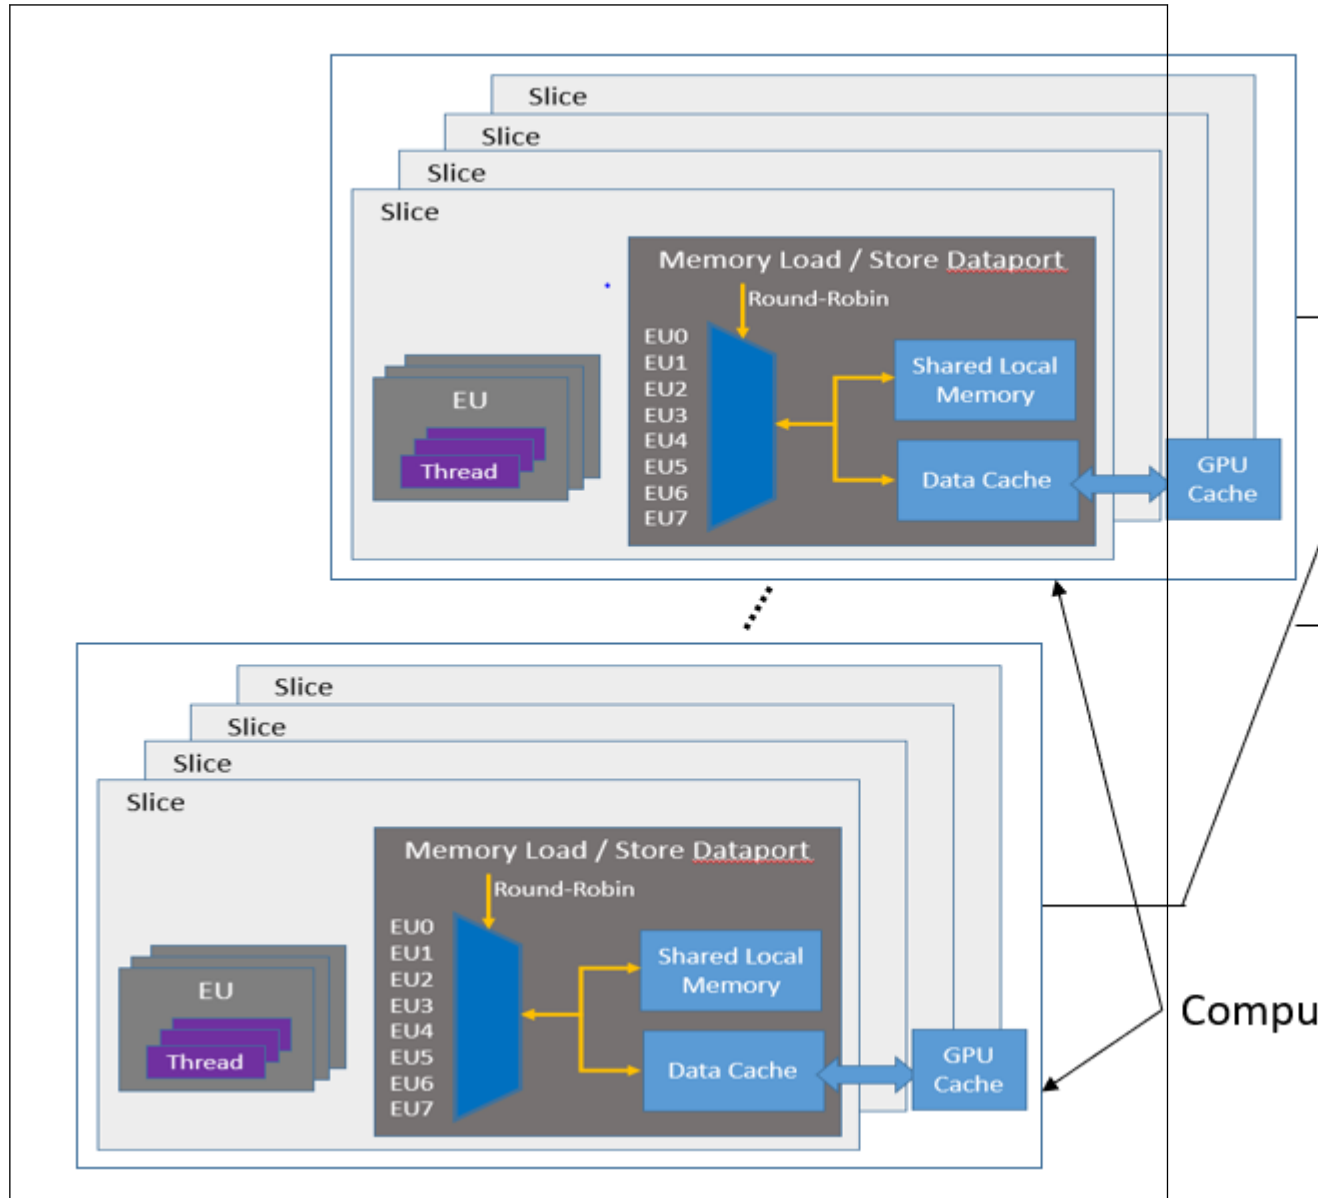 Slice
Slice
Slice
Slice
Memory Load / Store Dataport
Round-Robin
EU0
EU1
EU2
EU3
EU4
EU5
EU6
EU7
Shared Local
Memory
Data Cache
GPU
Cache
EU
Thread
Slice
Slice
Slice
Slice
Memory Load / Store Dataport
Round-Robin
EU0
EU1
EU2
EU3
EU4
EU5
EU6
EU7
Shared Local
Memory
Data Cache
GPU
Cache
EU
Thread
Compu